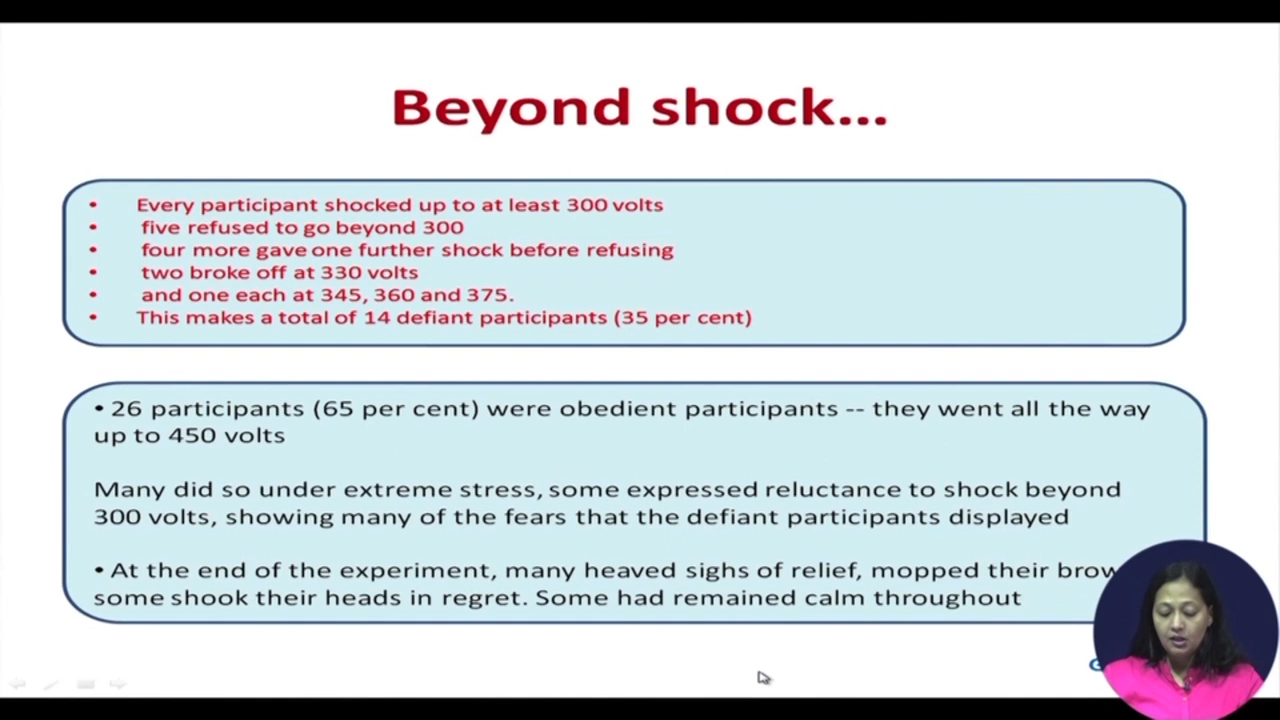 Beyond shock...
• Every participant shocked up to at least 300 volts
• five refused to go beyond 300
• four more gave one further shock before refusing
• two broke off at 330 volts
• and one each at 345, 360 and 375.
• This makes a total of 14 defiant participants (35 per cent)
• 26 participants (65 per cent) were obedient participants -- they went all the way
up to 450 volts
Many did so under extreme stress, some expressed reluctance to shock beyond
300 volts, showing many of the fears that the defiant participants displayed
• At the end of the experiment, many heaved sighs of relief, mopped their
some shook their heads in regret. Some had remained calm throughout